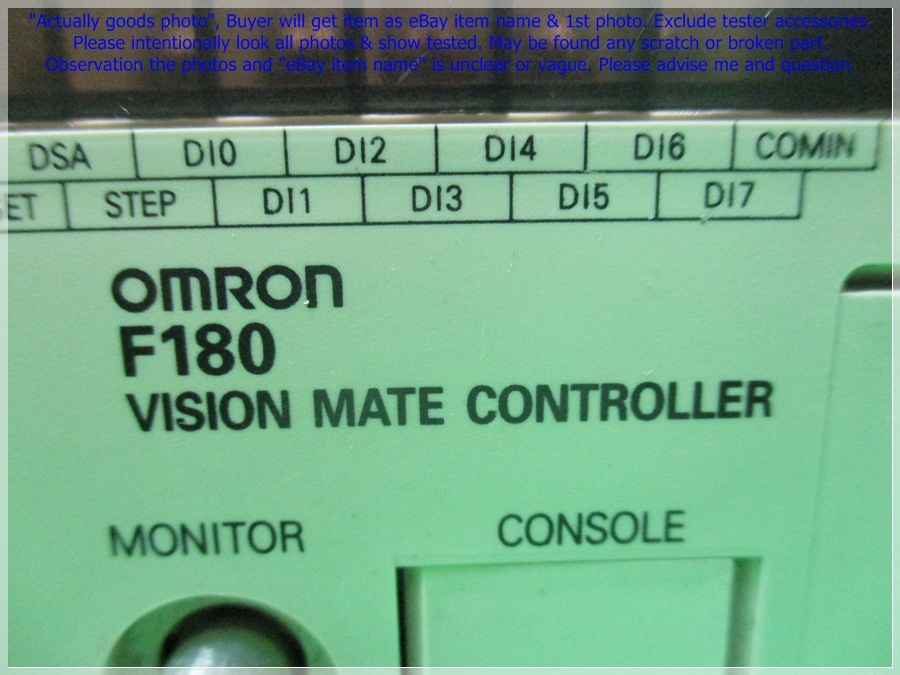 "Actually goods photo", Buyer will get item as eBay item name & 1st photo. Exclude tester accessories.
Please intentionally look all photos & show tested. May be found any scratch or broken part.
Observation the photos and "eBay item name" is unclear or vague. Please advise me and question.
DSA DI0 DI2 DI4 DI6 COMIN
STEP DI1 DI3 DI5 DI7
OMRON
F180
VISION MATE CONTROLLER
MONITOR CONSOLE